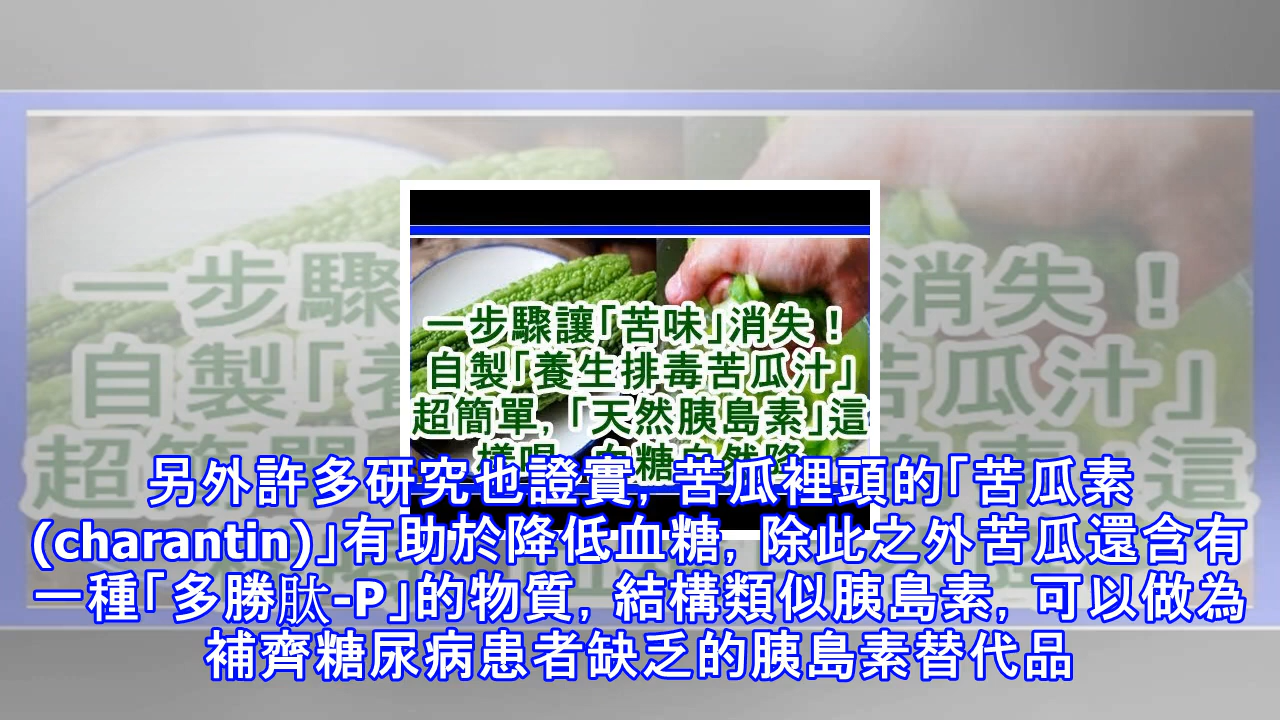 一步驟讓「苦味」消失！
自製「養生排毒苦瓜汁」
超簡單,「天然胰島素」這
另外許多研究也證實, 苦瓜裡頭的「苦瓜素
(charantin)」有助於降低血糖, 除此之外苦瓜還含有
一種「多勝肽-P」的物質, 結構類似胰島素, 可以做為
補齊糖尿病患者缺乏的胰島素替代品